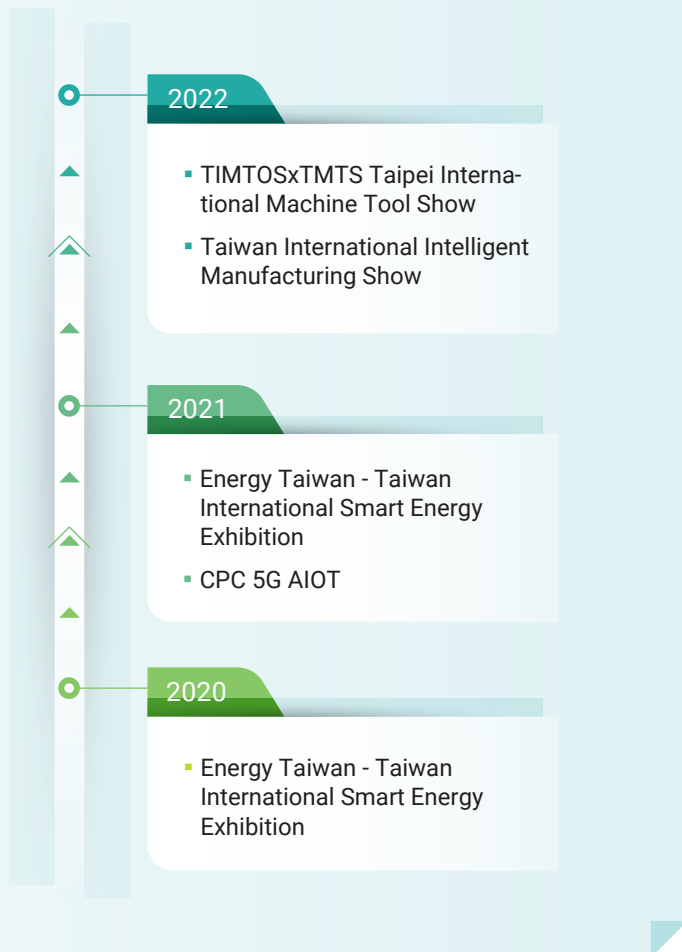 2022
▪ TIMTOSxTMTS Taipei Interna-
tional Machine Tool Show
▪ Taiwan International Intelligent
Manufacturing Show
2021
▪ Energy Taiwan - Taiwan
International Smart Energy
Exhibition
▪ CPC 5G AIOT
2020
▪ Energy Taiwan - Taiwan
International Smart Energy
Exhibition